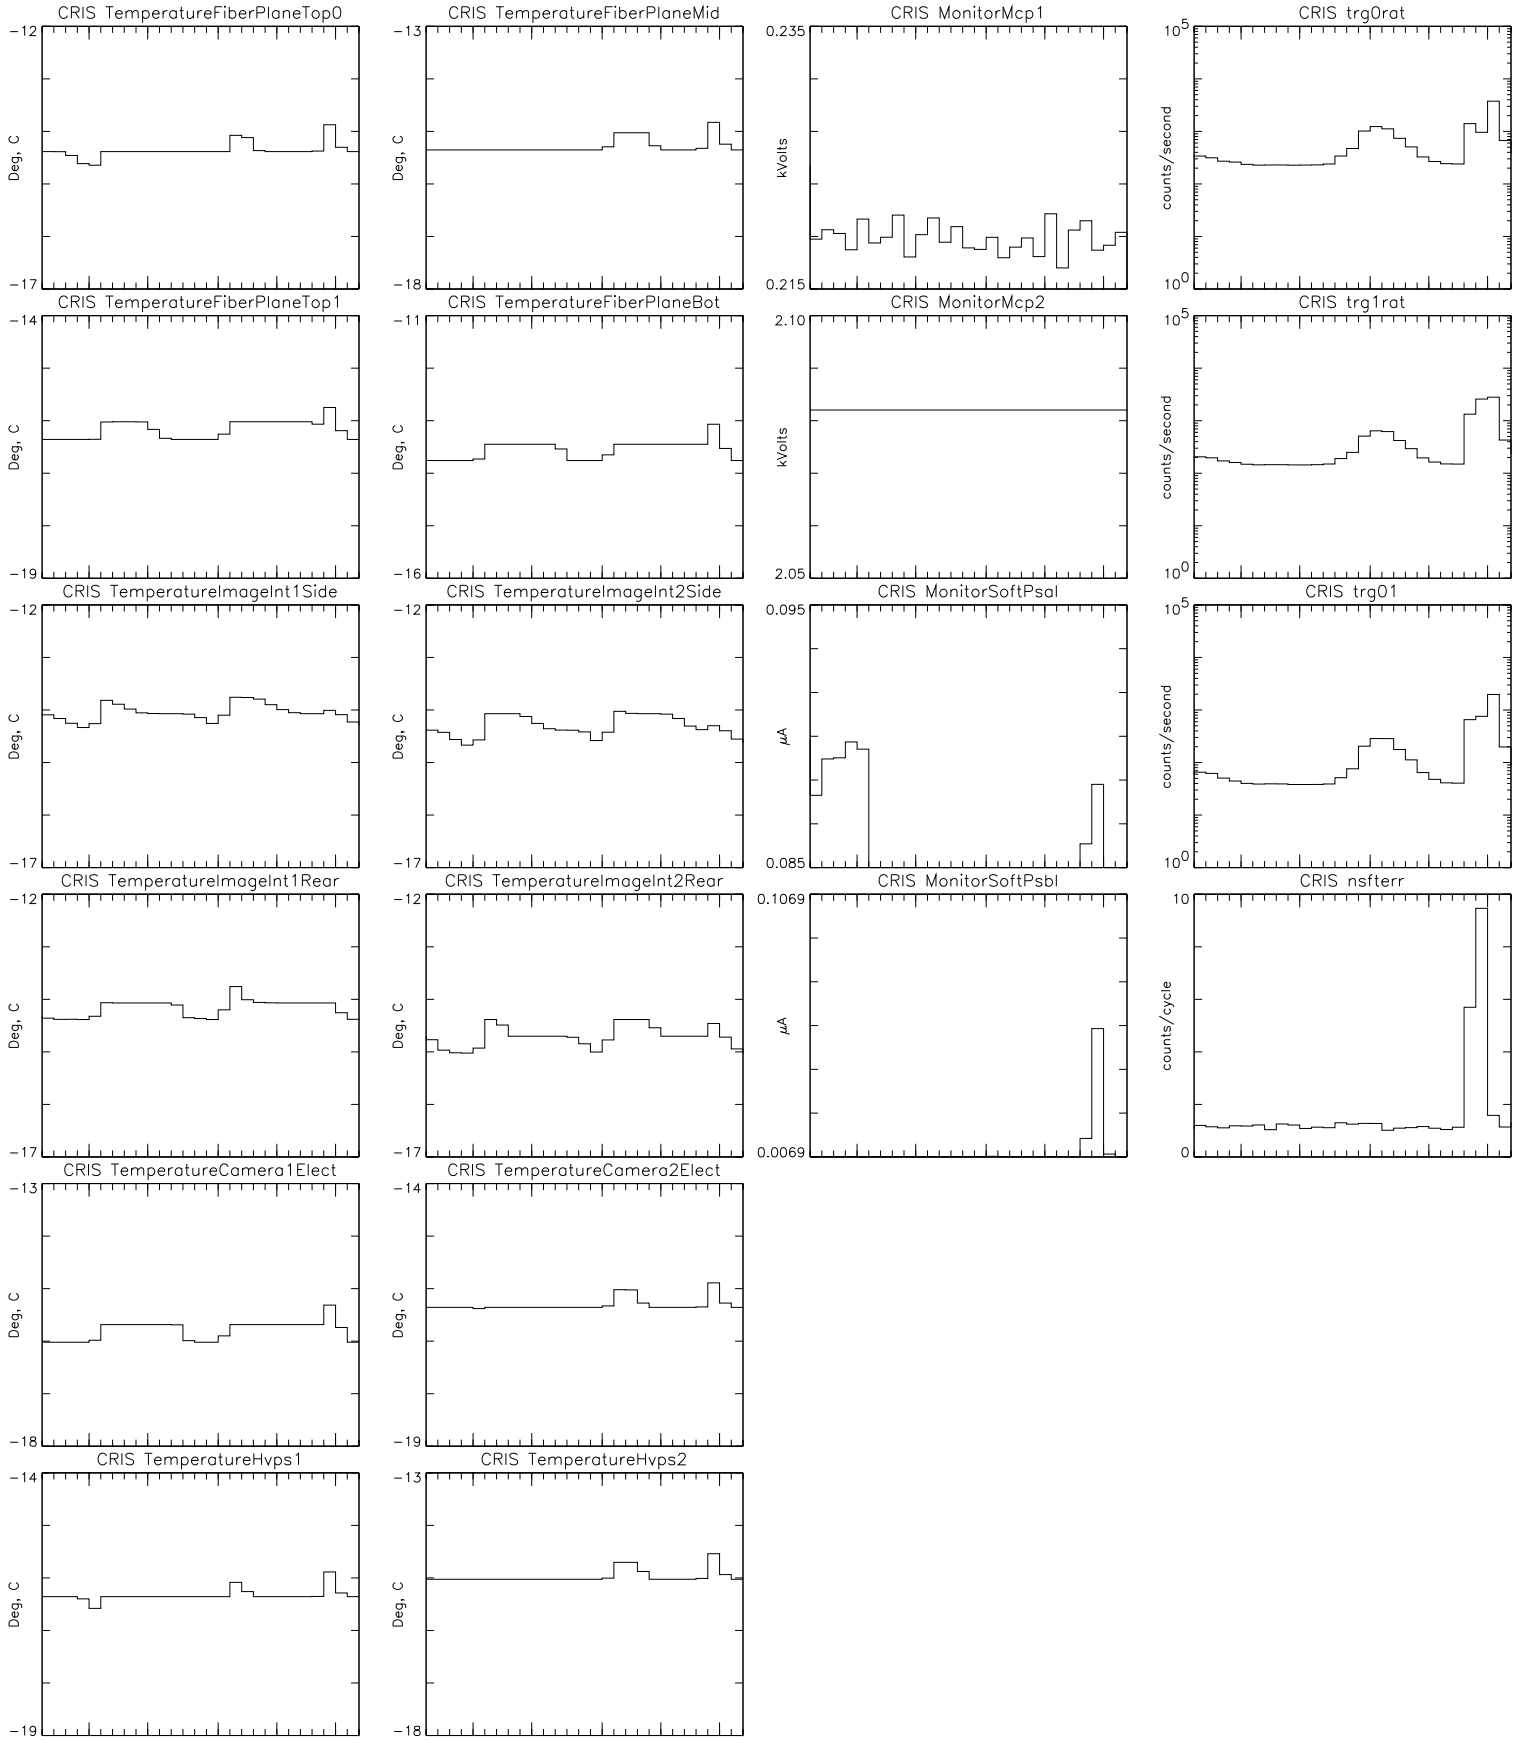 CRIS TemperatureFiberPlaneTop0
-12
Deg, C
-17
CRIS TemperatureFiberPlaneMid
-13
Deg, C
-18
CRIS MonitorMcp1
0.235
kVolts
0.215
CRIS trg0rat
10^5
counts/second
10^0
CRIS TemperatureFiberPlaneTop1
-14
Deg, C
-19
CRIS TemperatureFiberPlaneBot
-11
Deg, C
-16
CRIS MonitorMcp2
2.10
kVolts
2.05
CRIS trg1rat
10^5
counts/second
10^0
CRIS TemperatureImageInt1Side
-12
Deg, C
-17
CRIS TemperatureImageInt2Side
-12
Deg, C
-17
CRIS MonitorSoftPsaI
0.095
μA
0.085
CRIS trg01
10^5
counts/second
10^0
CRIS TemperatureImageInt1Rear
-12
Deg, C
-17
CRIS TemperatureImageInt2Rear
-12
Deg, C
-17
CRIS MonitorSoftPsbI
0.1069
μA
0.0069
CRIS nsfterr
10
counts/cycle
0
CRIS TemperatureCamera1Elect
-13
Deg, C
-18
CRIS TemperatureCamera2Elect
-14
Deg, C
-19
CRIS TemperatureHvps1
-14
Deg, C
-19
CRIS TemperatureHvps2
-13
Deg, C
-18